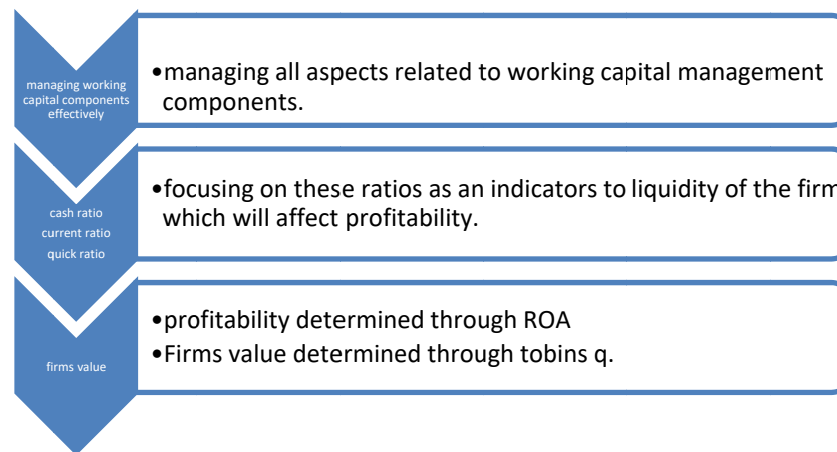 managing working
capital components
effectively
•managing all aspects related to working capital management
components.
cash ratio
current ratio
quick ratio
•focusing on these ratios as an indicators to liquidity of the firm
which will affect profitability.
firms value
•profitability determined through ROA
•Firms value determined through tobins q.